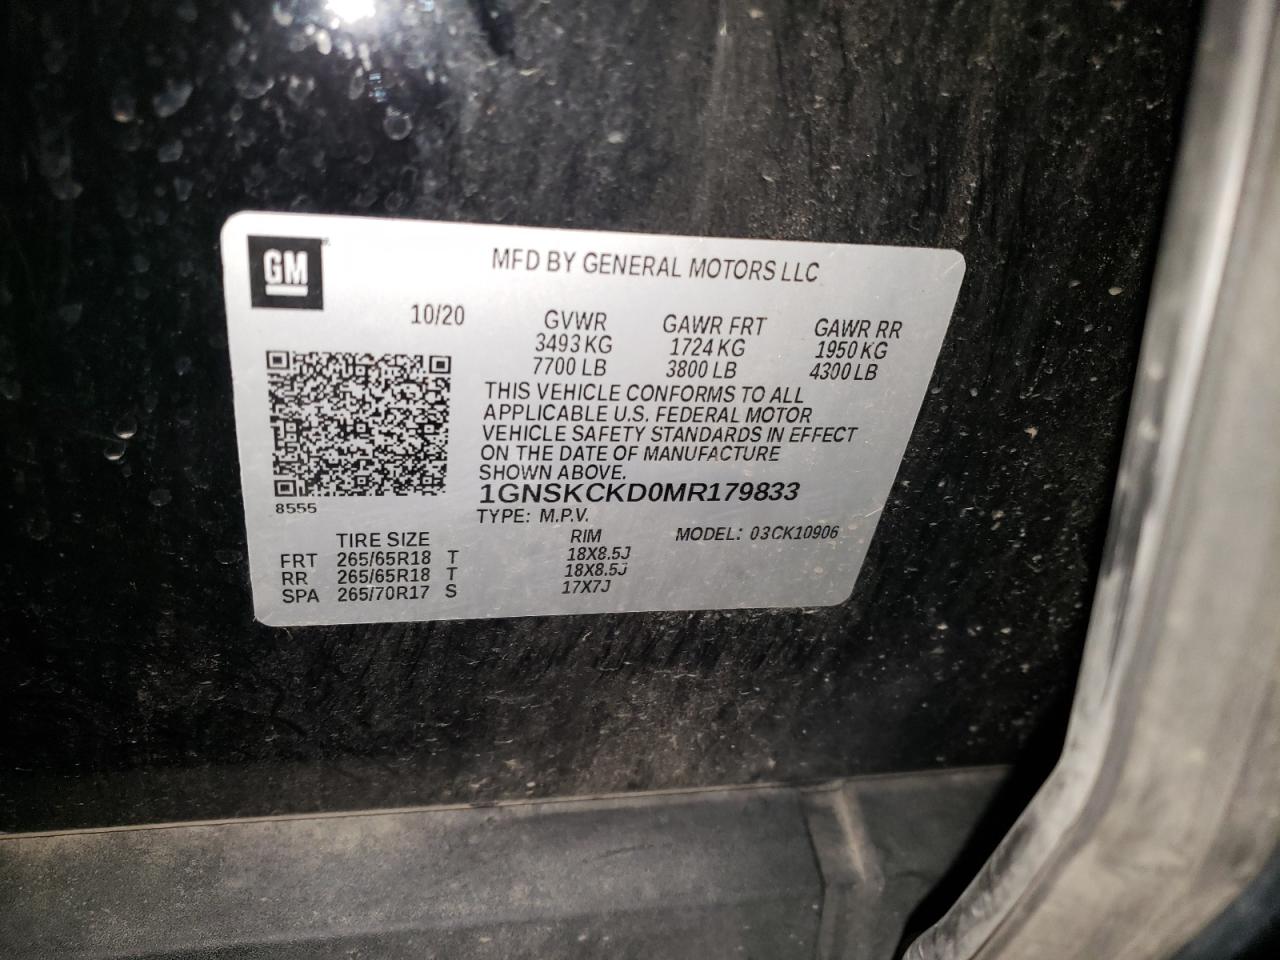 GM
MFD BY GENERAL MOTORS LLC
10/20
GVWR
3493 KG
7700 LB
GAWR FRT
1724 KG
3800 LB
GAWR RR
1950 KG
4300 LB
THIS VEHICLE CONFORMS TO ALL
APPLICABLE U.S. FEDERAL MOTOR
VEHICLE SAFETY STANDARDS IN EFFECT
ON THE DATE OF MANUFACTURE
SHOWN ABOVE.
1GNSKCKD0MR179833
TYPE: M.P.V.
8555
MODEL: 03CK10906
TIRE SIZE RIM
FRT 265/65R18 T 18X8.5J
RR 265/65R18 T 18X8.5J
SPA 265/70R17 S 17X7J